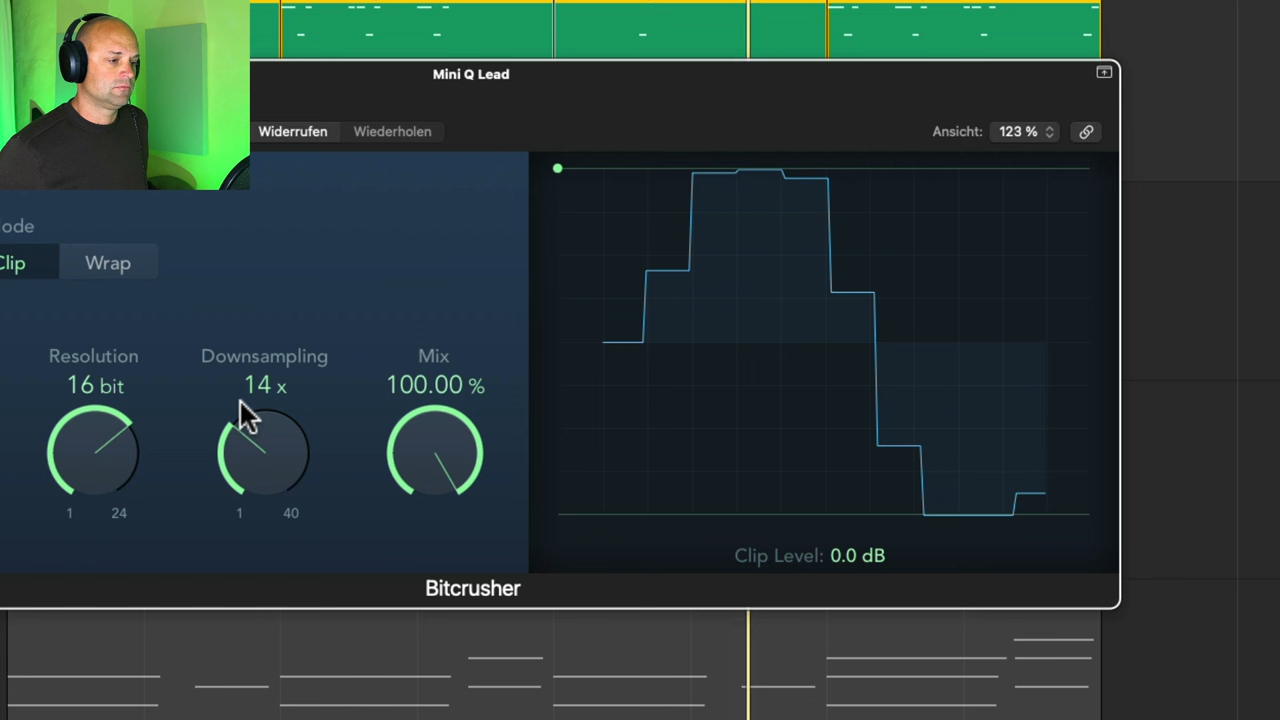 Mini Q Lead
Widerrufen Wiederholen Ansicht: 123 %
ode
Clip Wrap
Resolution Downsampling Mix
16 bit 14 x 100.00 %
1 24 1 40
Clip Level: 0.0 dB
Bitcrusher